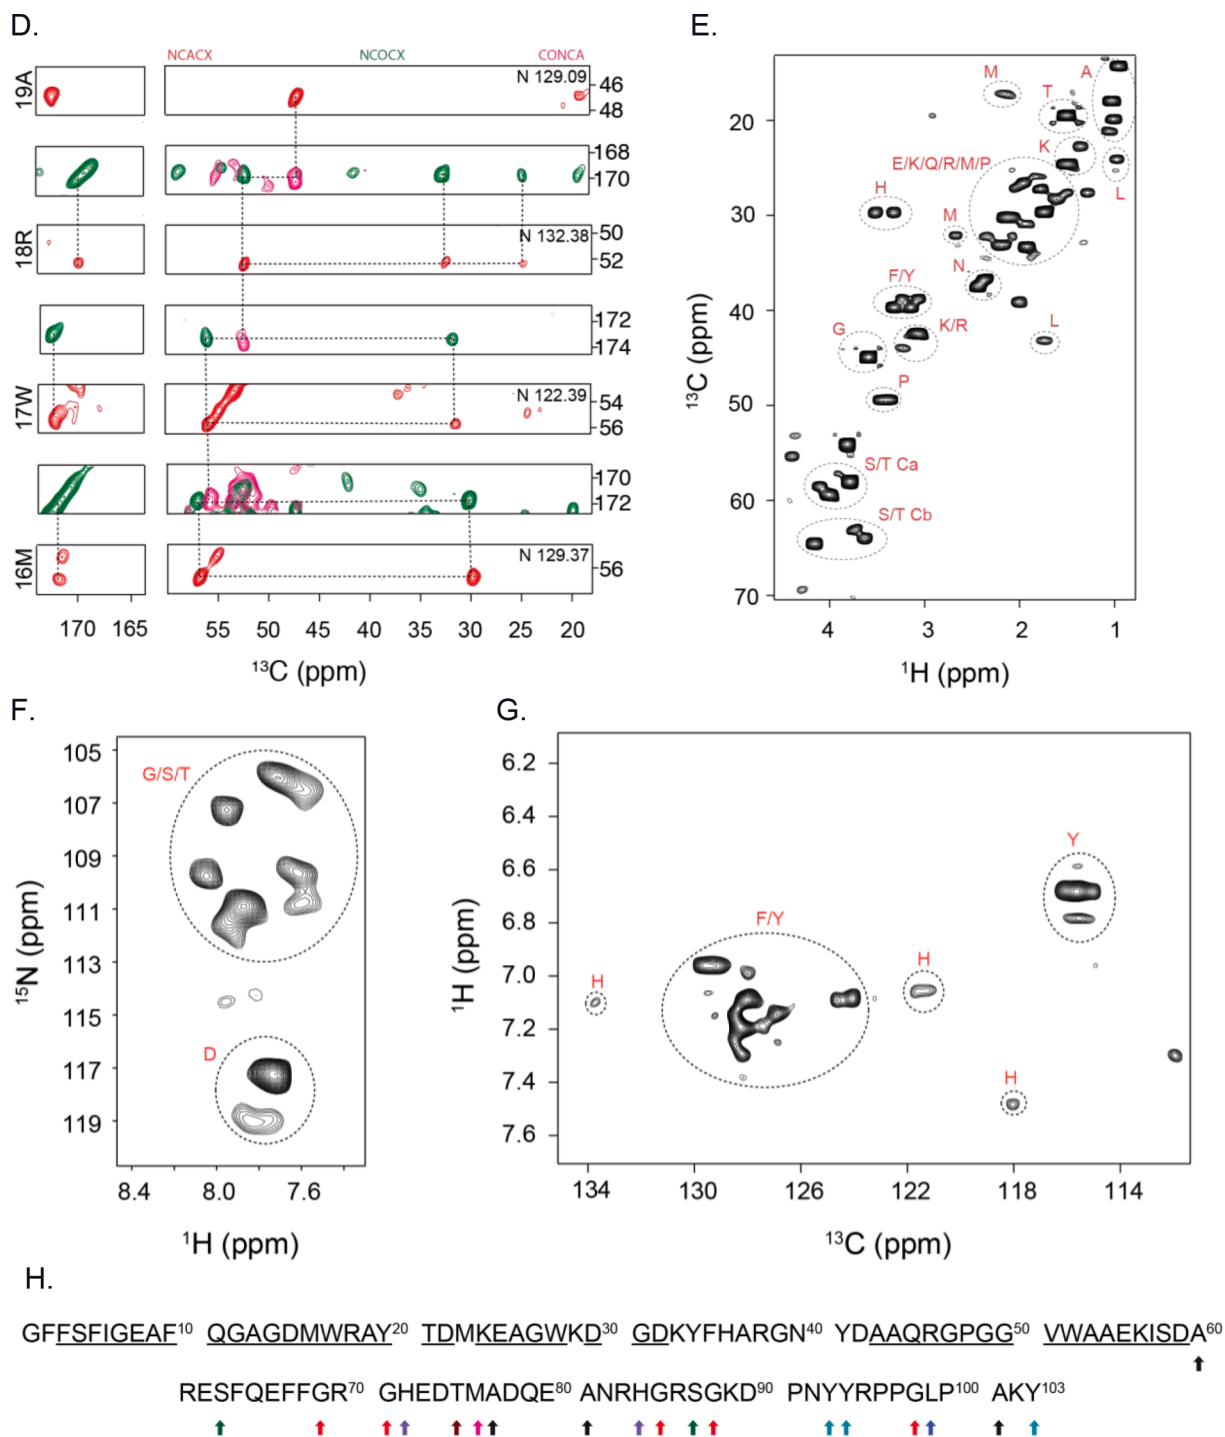 D.
NCACX NCOCX CONCA
19A N 129.09 46 48
168 170
18R N 132.38 50 52
172 174
17W N 122.39 54 56
170 172
16M N 129.37 56
170 165 55 50 45 40 35 30 25 20
¹³C (ppm)
E.
M A
T
20
K
E/K/Q/R/M/P
L
H
30
M
N
F/Y
40
K/R
G L
P
50
S/T Ca
60
S/T Cb
70
¹³C (ppm)
4 3 2 1
¹H (ppm)
F.
105
G/S/T
107
109
111
113
115
D
117
119
¹⁵N (ppm)
8.4 8.0 7.6
¹H (ppm)
G.
6.2
6.4
6.6
Y
6.8
F/Y
7.0
H H
7.2
7.4
H
7.6
¹H (ppm)
134 130 126 122 118 114
¹³C (ppm)
H.
GFFSFIGEAF¹⁰ QGAGDMWRAY²⁰ TDMKEAGWKD³⁰ GDKYFHARGN⁴⁰ YDAAQRGPGG⁵⁰ VWAAEKISDA⁶⁰
RESFQEFFGR⁷⁰ GHEDTMADQE⁸⁰ ANRHGRSGKD⁹⁰ PNYYRPPGLP¹⁰⁰ AKY¹⁰³